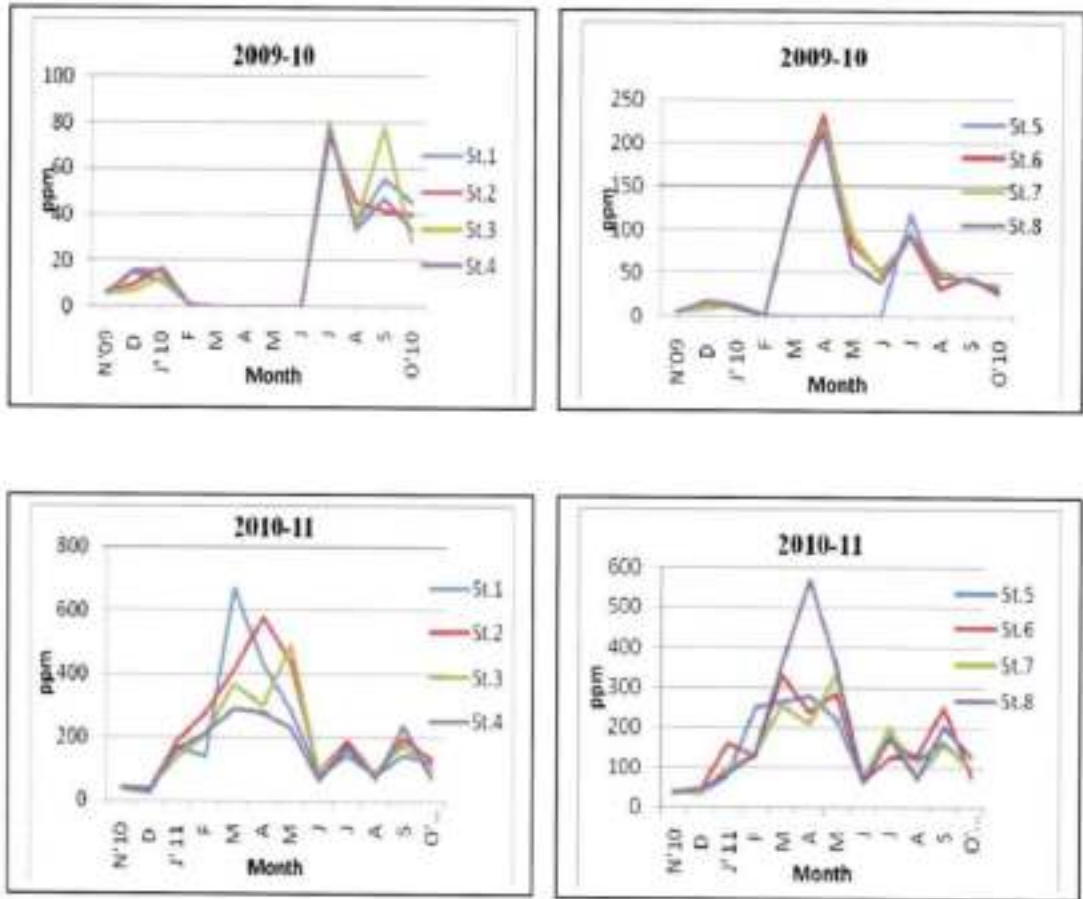 2009-10
100
80
60
40
20
0
ppm
N'09
D
J'10
F
M
A
M
J
J
A
S
O'10
Month
St.1
St.2
St.3
St.4
2009-10
250
200
150
100
50
0
ppm
N'09
D
J'10
F
M
A
M
J
J
A
S
O'10
Month
St.5
St.6
St.7
St.8
2010-11
800
600
400
200
0
ppm
N'10
D
J'11
F
M
A
M
J
J
A
S
O'...
Month
St.1
St.2
St.3
St.4
2010-11
600
500
400
300
200
100
0
ppm
N'10
D
J'11
F
M
A
M
J
J
A
S
O'...
Month
St.5
St.6
St.7
St.8